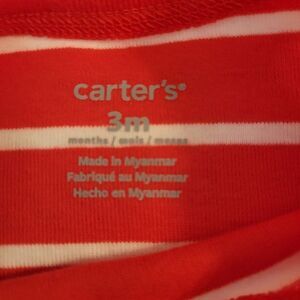 carter's®
3m
months / mois / meses
Made in Myanmar
Fabriqué au Myanmar
Hecho en Myanmar